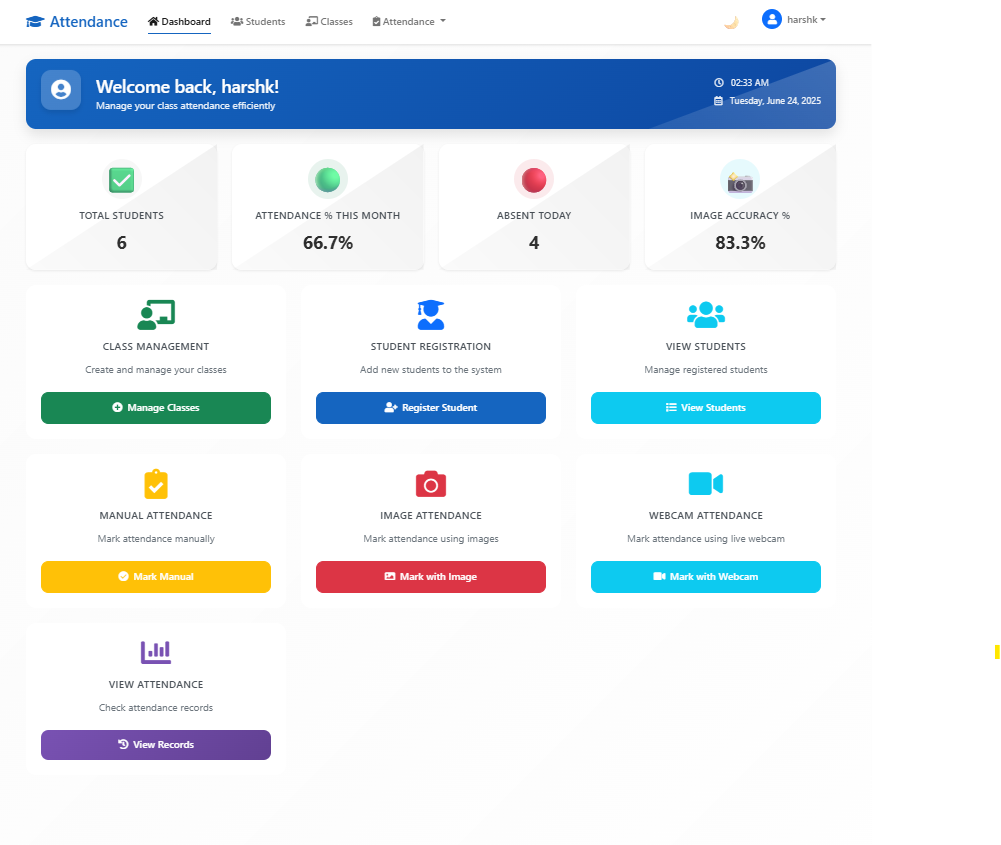 Attendance Dashboard Students Classes Attendance harshk
Welcome back, harshk!
Manage your class attendance efficiently
02:33 AM
Tuesday, June 24, 2025
TOTAL STUDENTS
6
ATTENDANCE % THIS MONTH
66.7%
ABSENT TODAY
4
IMAGE ACCURACY %
83.3%
CLASS MANAGEMENT
Create and manage your classes
Manage Classes
STUDENT REGISTRATION
Add new students to the system
Register Student
VIEW STUDENTS
Manage registered students
View Students
MANUAL ATTENDANCE
Mark attendance manually
Mark Manual
IMAGE ATTENDANCE
Mark attendance using images
Mark with Image
WEBCAM ATTENDANCE
Mark attendance using live webcam
Mark with Webcam
VIEW ATTENDANCE
Check attendance records
View Records